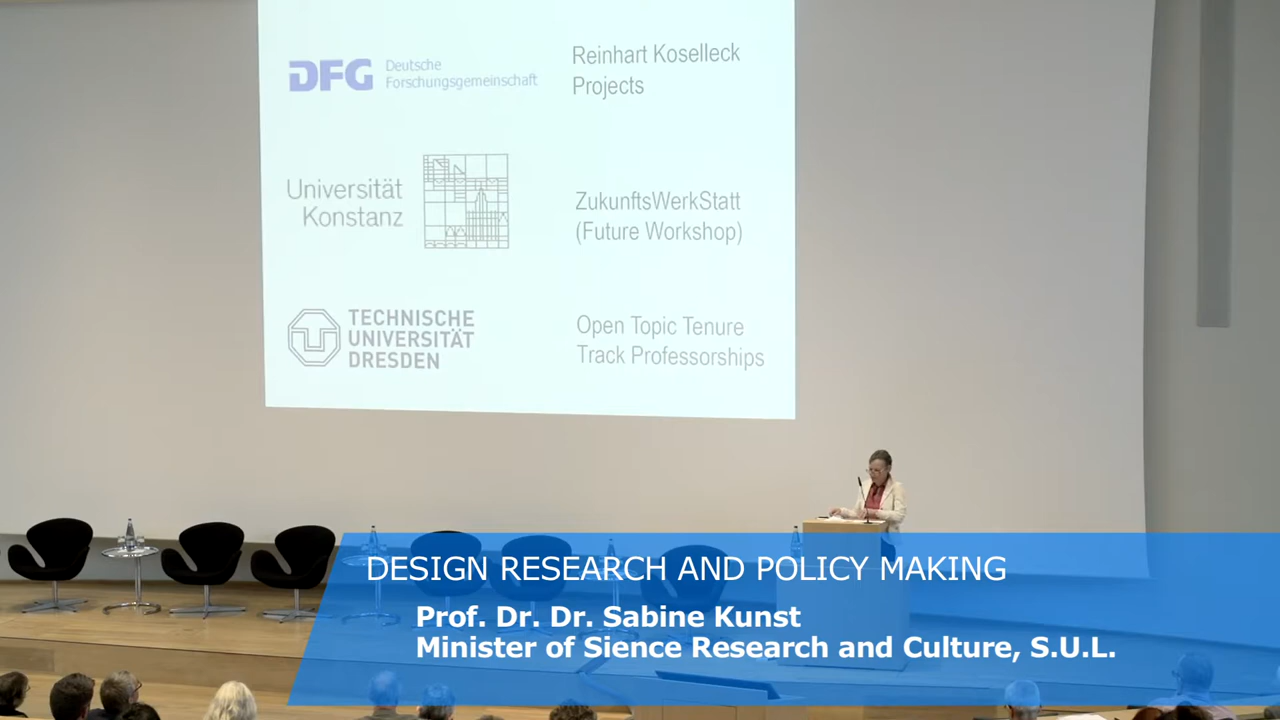 DFG Deutsche
Forschungsgemeinschaft
Reinhart Koselleck
Projects
Universität
Konstanz
ZukunftsWerkStatt
(Future Workshop)
TECHNISCHE
UNIVERSITÄT
DRESDEN
Open Topic Tenure
Track Professorships
DESIGN RESEARCH AND POLICY MAKING
Prof. Dr. Dr. Sabine Kunst
Minister of Sience Research and Culture, S.U.L.